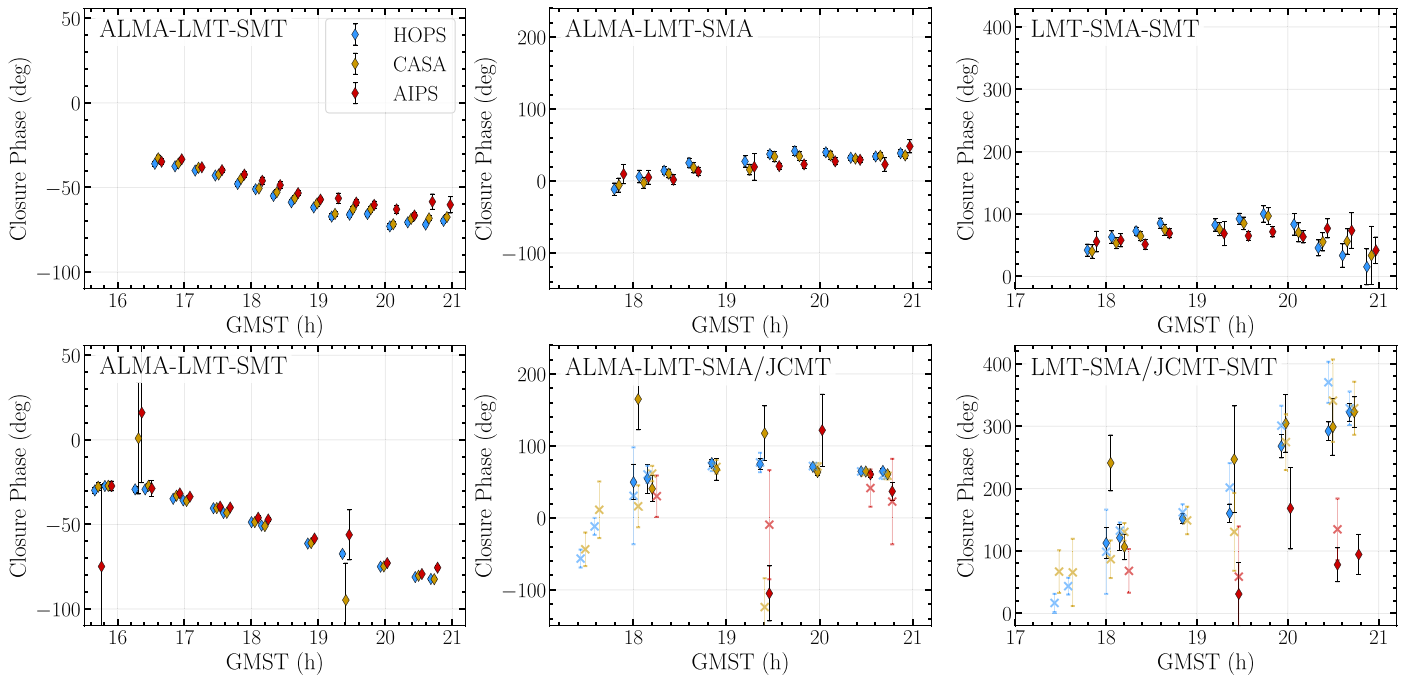 ALMA-LMT-SMT
HOPS
CASA
AIPS
50
0
−50
−100
Closure Phase (deg)
16 17 18 19 20 21
GMST (h)
ALMA-LMT-SMA
200
100
0
−100
Closure Phase (deg)
18 19 20 21
GMST (h)
LMT-SMA-SMT
400
300
200
100
0
Closure Phase (deg)
17 18 19 20 21
GMST (h)
ALMA-LMT-SMT
50
0
−50
−100
Closure Phase (deg)
16 17 18 19 20 21
GMST (h)
ALMA-LMT-SMA/JCMT
200
100
0
−100
Closure Phase (deg)
18 19 20 21
GMST (h)
LMT-SMA/JCMT-SMT
400
300
200
100
0
Closure Phase (deg)
17 18 19 20 21
GMST (h)